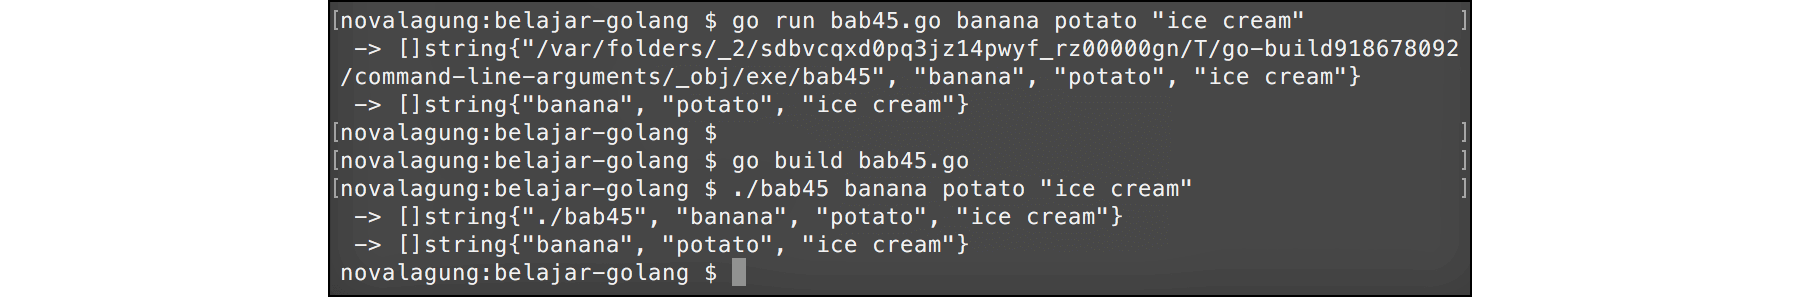 [novalagung:belajar-golang $ go run bab45.go banana potato "ice cream" ]
-> []string{"/var/folders/_2/sdbvcqxd0pq3jz14pwyf_rz00000gn/T/go-build918678092
/command-line-arguments/_obj/exe/bab45", "banana", "potato", "ice cream"}
-> []string{"banana", "potato", "ice cream"}
[novalagung:belajar-golang $ ]
[novalagung:belajar-golang $ go build bab45.go ]
[novalagung:belajar-golang $ ./bab45 banana potato "ice cream" ]
-> []string{"./bab45", "banana", "potato", "ice cream"}
-> []string{"banana", "potato", "ice cream"}
novalagung:belajar-golang $